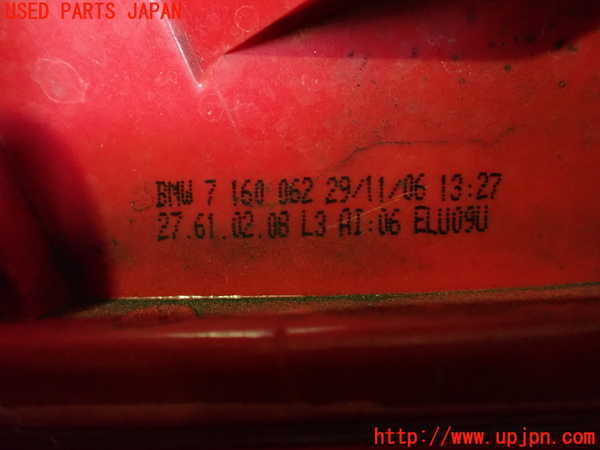 USED PARTS JAPAN
BMW 7 160 062 29/11/06 13:27
27.61.02.08 L3 AI:06 ELU09U
http://www.upjpn.com